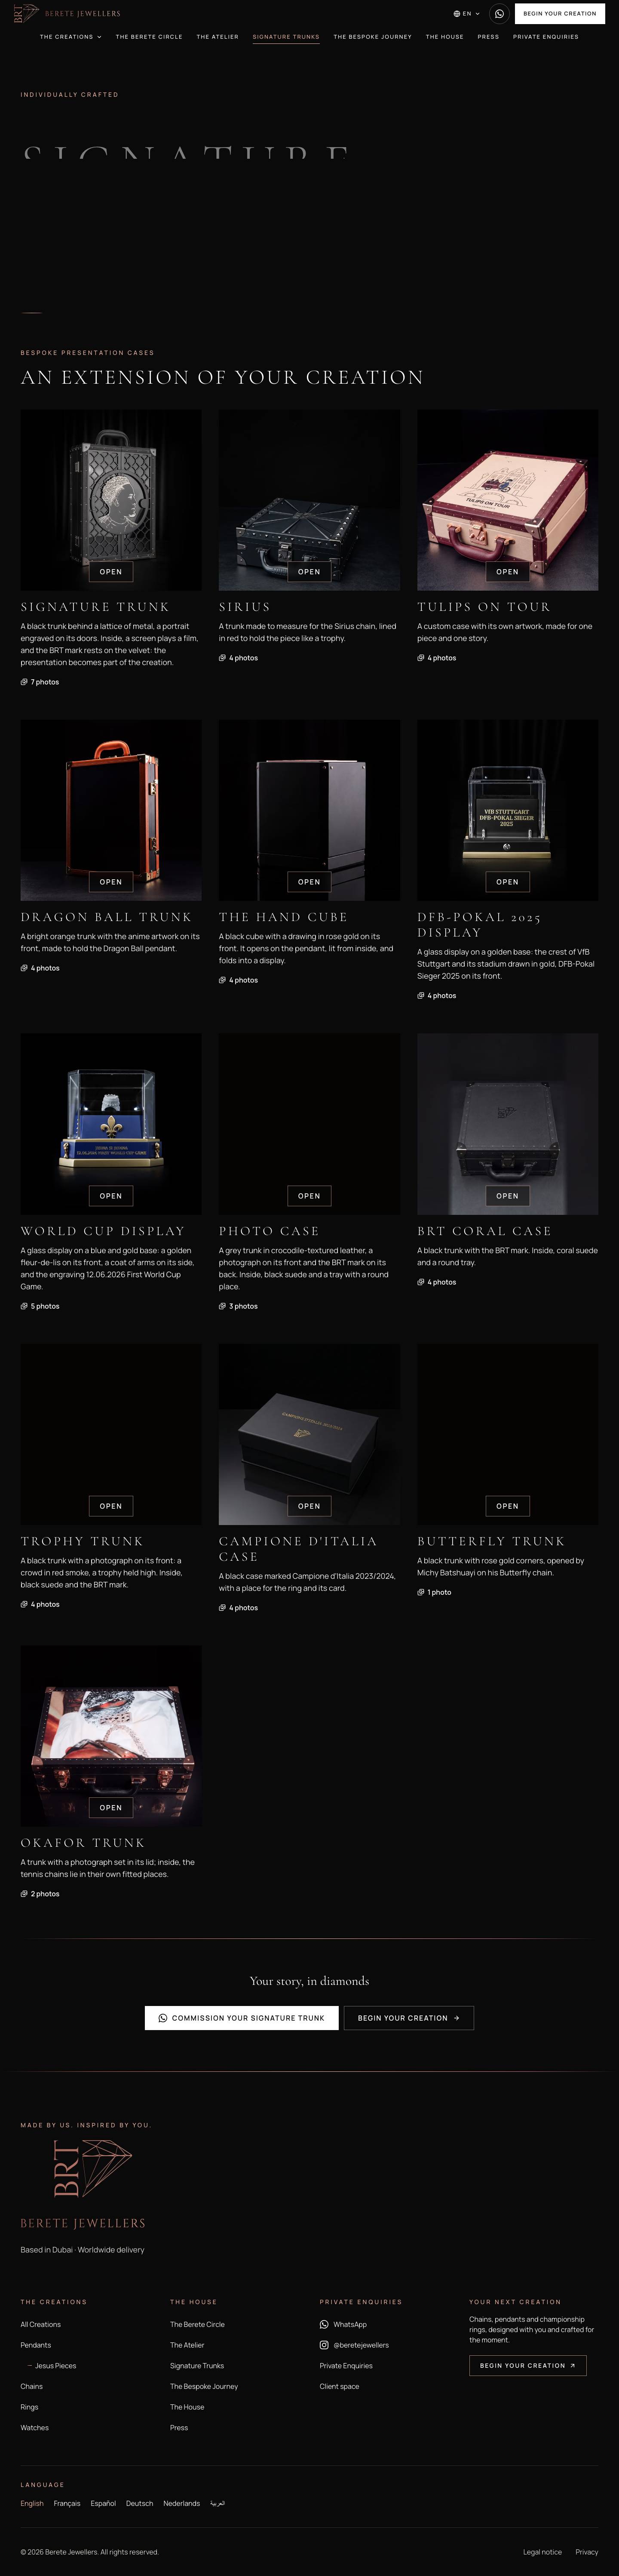 BRT
BERETE JEWELLERS
EN
BEGIN YOUR CREATION
THE CREATIONS
THE BERETE CIRCLE
THE ATELIER
SIGNATURE TRUNKS
THE BESPOKE JOURNEY
THE HOUSE
PRESS
PRIVATE ENQUIRIES
INDIVIDUALLY CRAFTED
SIGNATURE
BESPOKE PRESENTATION CASES
AN EXTENSION OF YOUR CREATION
OPEN
SIGNATURE TRUNK
A black trunk behind a lattice of metal, a portrait
engraved on its doors. Inside, a screen plays a film,
and the BRT mark rests on the velvet: the
presentation becomes part of the creation.
7 photos
OPEN
SIRIUS
A trunk made to measure for the Sirius chain, lined
in red to hold the piece like a trophy.
4 photos
TULIPS ON TOUR
OPEN
TULIPS ON TOUR
A custom case with its own artwork, made for one
piece and one story.
4 photos
OPEN
DRAGON BALL TRUNK
A bright orange trunk with the anime artwork on its
front, made to hold the Dragon Ball pendant.
4 photos
OPEN
THE HAND CUBE
A black cube with a drawing in rose gold on its
front. It opens on the pendant, lit from inside, and
folds into a display.
4 photos
VfB STUTTGART
DFB-POKAL SIEGER
2025
OPEN
DFB-POKAL 2025
DISPLAY
A glass display on a golden base: the crest of VfB
Stuttgart and its stadium drawn in gold, DFB-Pokal
Sieger 2025 on its front.
4 photos
OPEN
WORLD CUP DISPLAY
A glass display on a blue and gold base: a golden
fleur-de-lis on its front, a coat of arms on its side,
and the engraving 12.06.2026 First World Cup
Game.
5 photos
OPEN
PHOTO CASE
A grey trunk in crocodile-textured leather, a
photograph on its front and the BRT mark on its
back. Inside, black suede and a tray with a round
place.
3 photos
OPEN
BRT CORAL CASE
A black trunk with the BRT mark. Inside, coral suede
and a round tray.
4 photos
OPEN
TROPHY TRUNK
A black trunk with a photograph on its front: a
crowd in red smoke, a trophy held high. Inside,
black suede and the BRT mark.
4 photos
OPEN
CAMPIONE D'ITALIA
CASE
A black case marked Campione d'Italia 2023/2024,
with a place for the ring and its card.
4 photos
OPEN
BUTTERFLY TRUNK
A black trunk with rose gold corners, opened by
Michy Batshuayi on his Butterfly chain.
1 photo
OPEN
OKAFOR TRUNK
A trunk with a photograph set in its lid; inside, the
tennis chains lie in their own fitted places.
2 photos
Your story, in diamonds
COMMISSION YOUR SIGNATURE TRUNK
BEGIN YOUR CREATION
MADE BY US. INSPIRED BY YOU.
BRT
BERETE JEWELLERS
Based in Dubai · Worldwide delivery
THE CREATIONS
All Creations
Pendants
— Jesus Pieces
Chains
Rings
Watches
THE HOUSE
The Berete Circle
The Atelier
Signature Trunks
The Bespoke Journey
The House
Press
PRIVATE ENQUIRIES
WhatsApp
@beretejewellers
Private Enquiries
Client space
YOUR NEXT CREATION
Chains, pendants and championship
rings, designed with you and crafted for
the moment.
BEGIN YOUR CREATION
LANGUAGE
English
Français
Español
Deutsch
Nederlands
العربية
© 2026 Berete Jewellers. All rights reserved.
Legal notice
Privacy